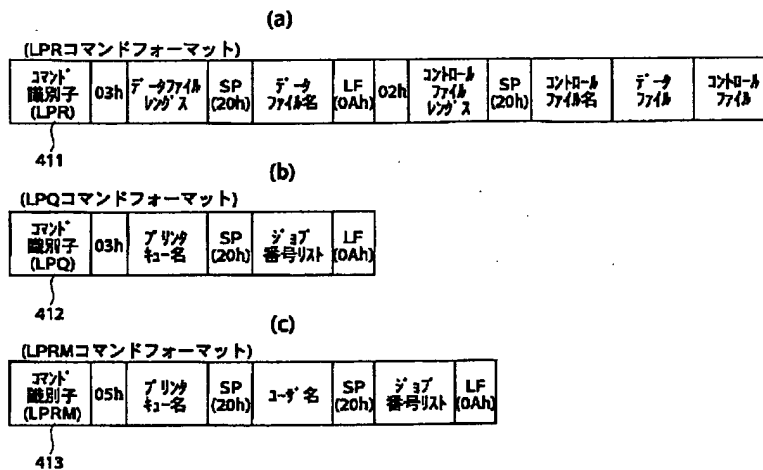 (a)
(LPRコマンドフォーマット)
コマンド 識別子 (LPR) 03h データファイル レングス SP (20h) データ ファイル名 LF (0Ah) 02h コントロール ファイル レングス SP (20h) コントロール ファイル名 データ ファイル コントロール ファイル
411
(b)
(LPQコマンドフォーマット)
コマンド 識別子 (LPQ) 03h プリンタ キュー名 SP (20h) ジョブ 番号リスト LF (0Ah)
412
(c)
(LPRMコマンドフォーマット)
コマンド 識別子 (LPRM) 05h プリンタ キュー名 SP (20h) ユーザ名 SP (20h) ジョブ 番号リスト LF (0Ah)
413